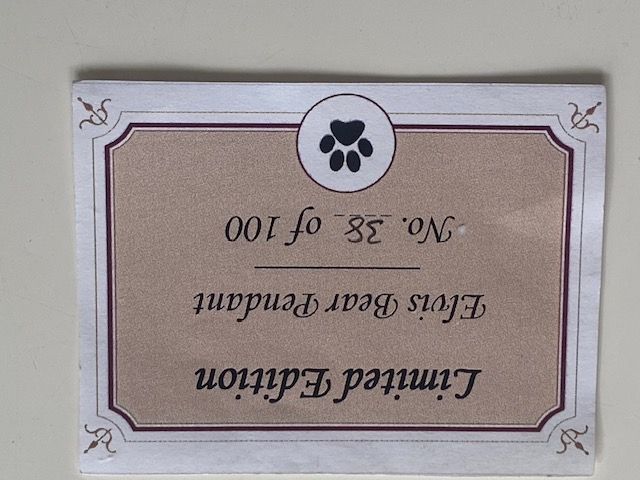 Limited Edition
Elvis Bear Pendant
No. 38 of 100